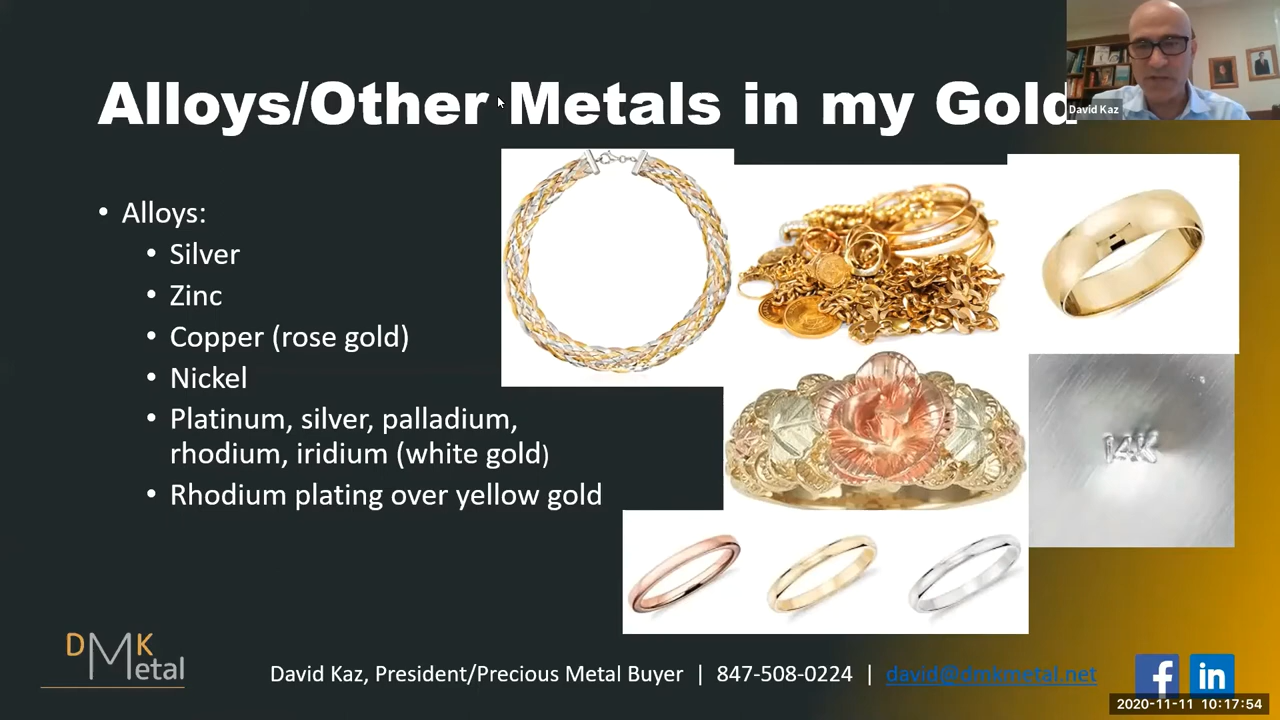 Alloys/Other Metals in my Gold
David Kaz
• Alloys:
• Silver
• Zinc
• Copper (rose gold)
• Nickel
• Platinum, silver, palladium,
rhodium, iridium (white gold)
• Rhodium plating over yellow gold
14K
DMK
etal
David Kaz, President/Precious Metal Buyer | 847-508-0224 | david@dmkmetal.net
f in
2020-11-11 10:17:54